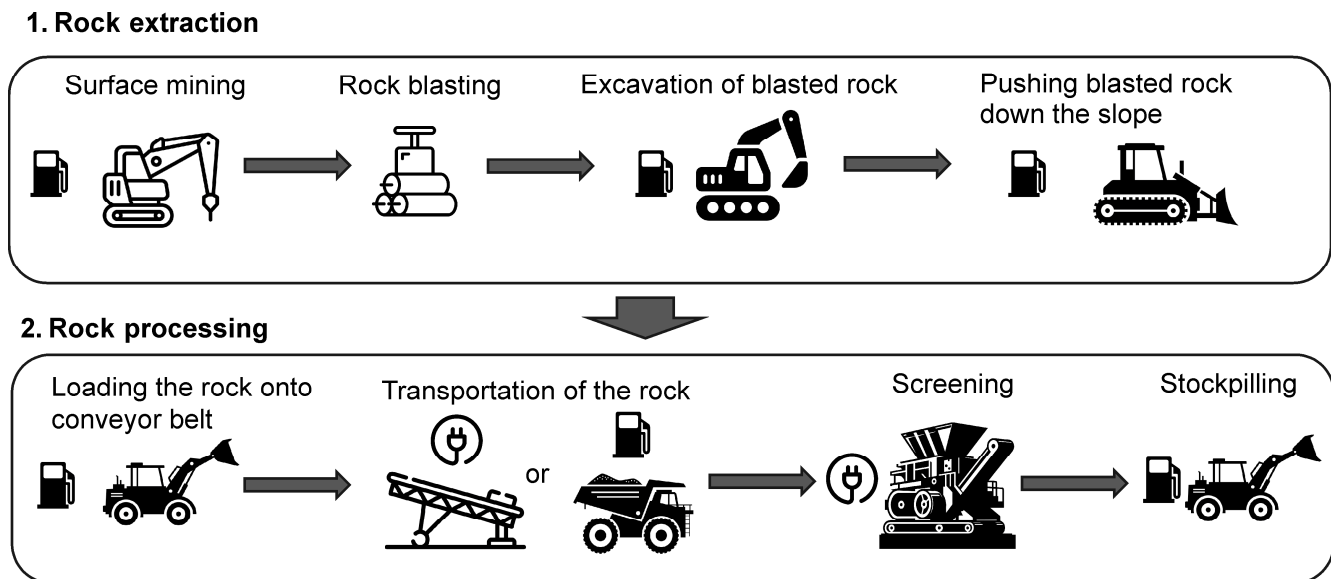 1. Rock extraction
Surface mining
Rock blasting
Excavation of blasted rock
Pushing blasted rock
down the slope
2. Rock processing
Loading the rock onto
conveyor belt
Transportation of the rock
or
Screening
Stockpilling